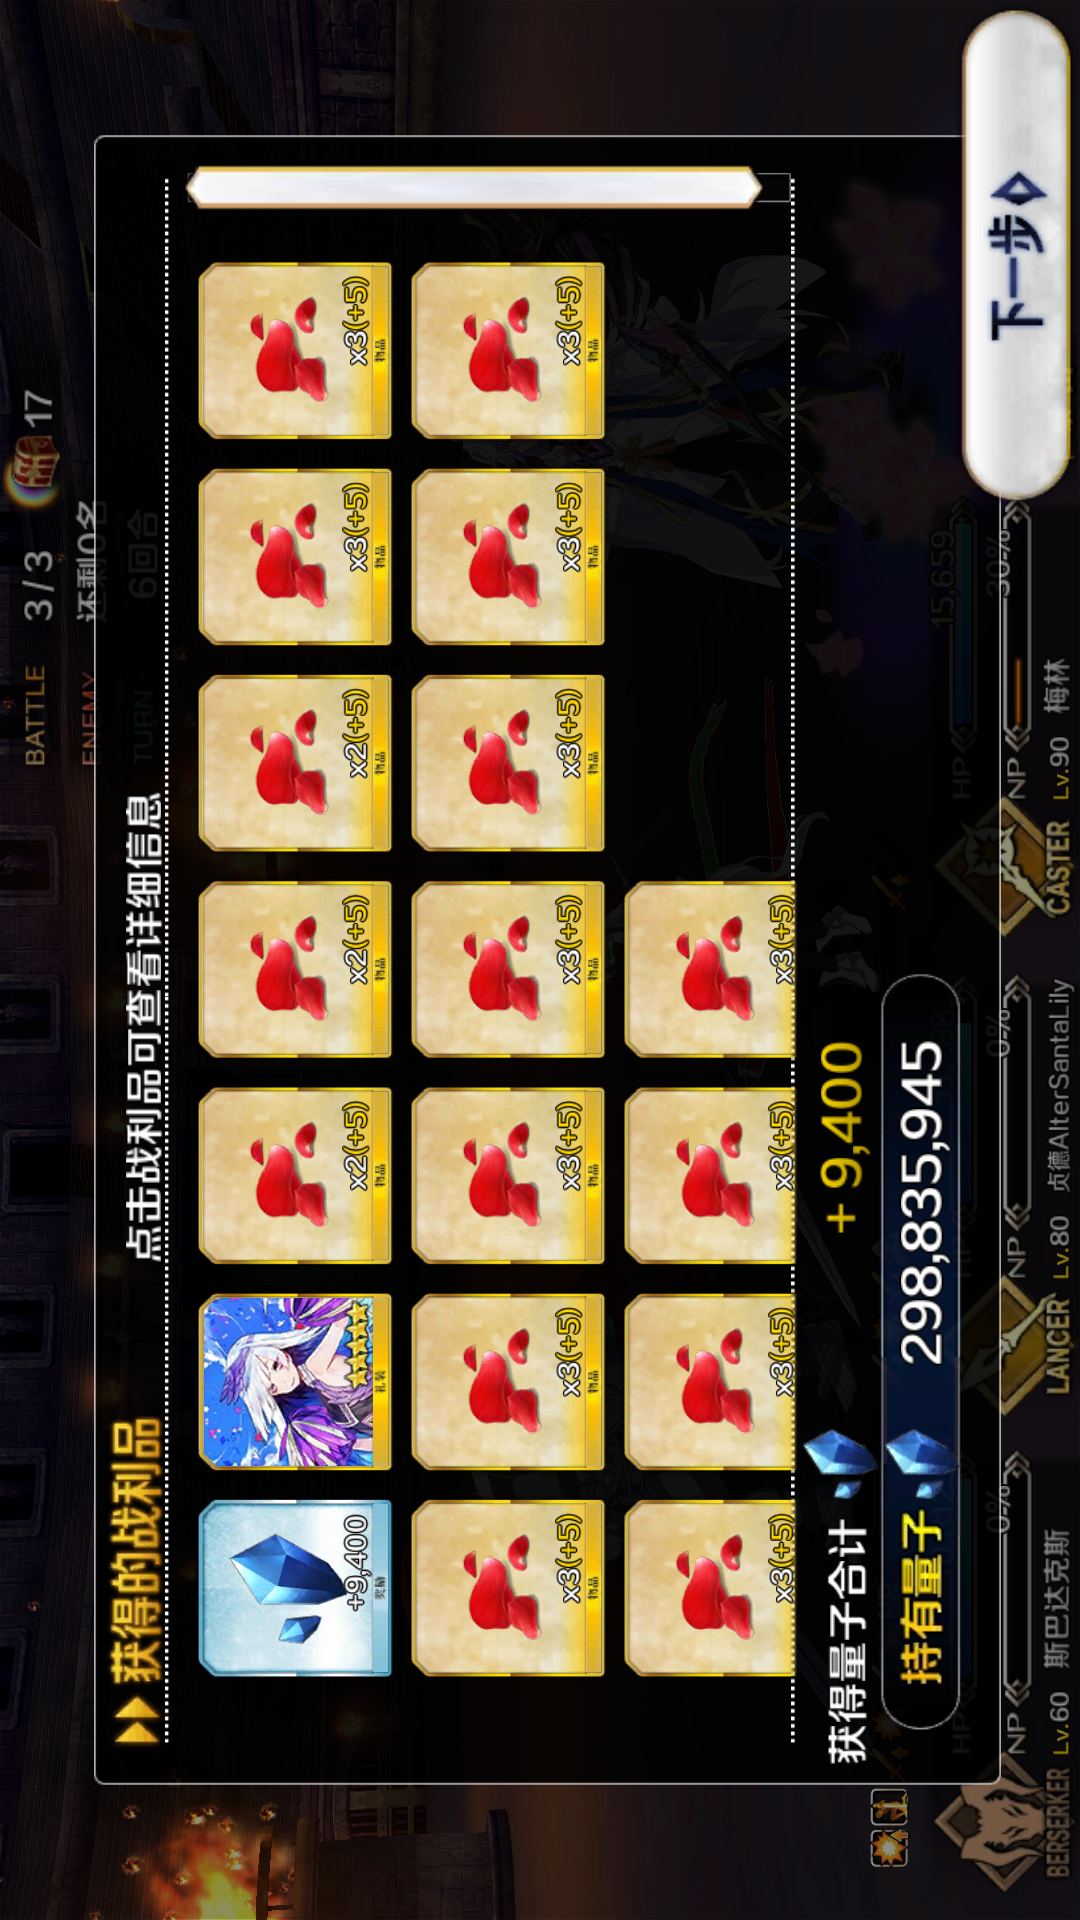 BATTLE 3/3 17
ENEMY 还剩0名
TURN 6回合
获得的战利品
点击战利品可查看详细信息
+9,400
奖励
礼装
x2(+5)
物品
x2(+5)
物品
x2(+5)
物品
x3(+5)
物品
x3(+5)
物品
x3(+5)
物品
x3(+5)
物品
x3(+5)
物品
x3(+5)
物品
x3(+5)
物品
x3(+5)
物品
x3(+5)
物品
x3(+5)
x3(+5)
x3(+5)
x3(+5)
获得量子合计 + 9,400
持有量子 298,835,945
下一步
HP
NP 0%
BERSERKER Lv.60 斯巴达克斯
HP
NP 0%
LANCER Lv.80 贞德AlterSantaLily
HP 15,659
NP 30%
CASTER Lv.90 梅林